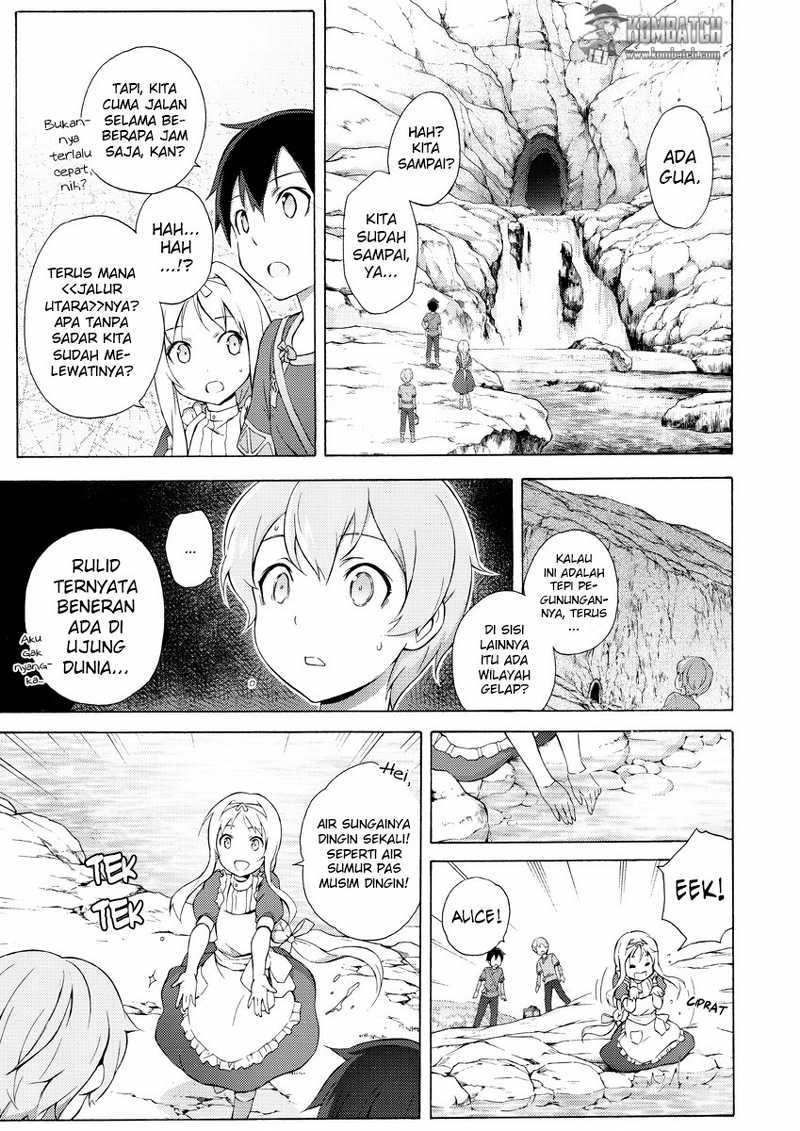 KOMBATCH
www.kombatch.com
ADA
GUA.
HAH?
KITA
SAMPAI?
KITA
SUDAH
SAMPAI,
YA...
TAPI, KITA
CUMA JALAN
SELAMA BE-
BERAPA JAM
SAJA, KAN?
Bukan-
nya
terlalu
cepat,
nih?
HAH...
HAH
...!?
TERUS MANA
<<JALUR
UTARA>>NYA?
APA TANPA
SADAR KITA
SUDAH ME-
LEWATINYA?
KALAU
INI ADALAH
TEPI PE-
GUNUNGAN-
NYA, TERUS
...
DI SISI
LAINNYA
ITU ADA
WILAYAH
GELAP?
...
RULID
TERNYATA
BENERAN
ADA DI
UJUNG
DUNIA...
Aku
gak
nyang-
ka...
EEK!
ALICE!
CIPRAT
Hei,
AIR SUNGAINYA
DINGIN SEKALI!
SEPERTI AIR
SUMUR PAS
MUSIM DINGIN!
TEK
TEK